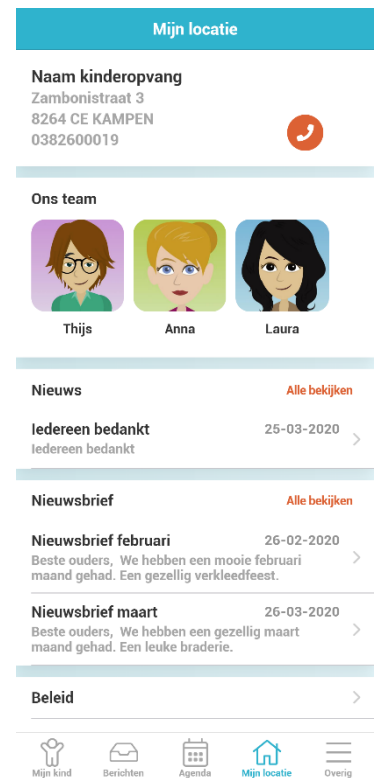 Mijn locatie
Naam kinderopvang
Zambonistraat 3
8264 CE KAMPEN
0382600019
Ons team
Thijs Anna Laura
Nieuws Alle bekijken
Iedereen bedankt 25-03-2020
Iedereen bedankt
Nieuwsbrief Alle bekijken
Nieuwsbrief februari 26-02-2020
Beste ouders, We hebben een mooie februari
maand gehad. Een gezellig verkleedfeest.
Nieuwsbrief maart 26-03-2020
Beste ouders, We hebben een gezellig maart
maand gehad. Een leuke braderie.
Beleid
Mijn kind Berichten Agenda Mijn locatie Overig